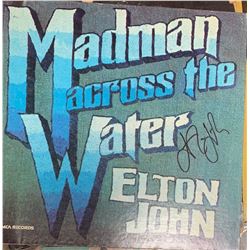 Madman
across the
Water
ELTON
JOHN
MCA RECORDS